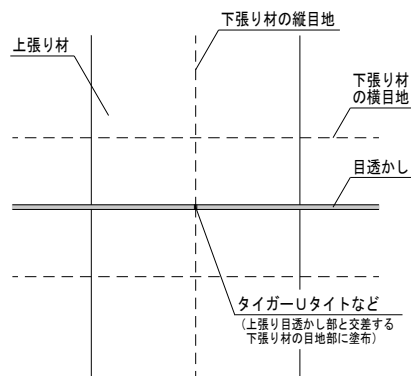 下張り材の縦目地
上張り材
下張り材
の横目地
目透かし
タイガーUタイトなど
(上張り目透かし部と交差する
下張り材の目地部に塗布)